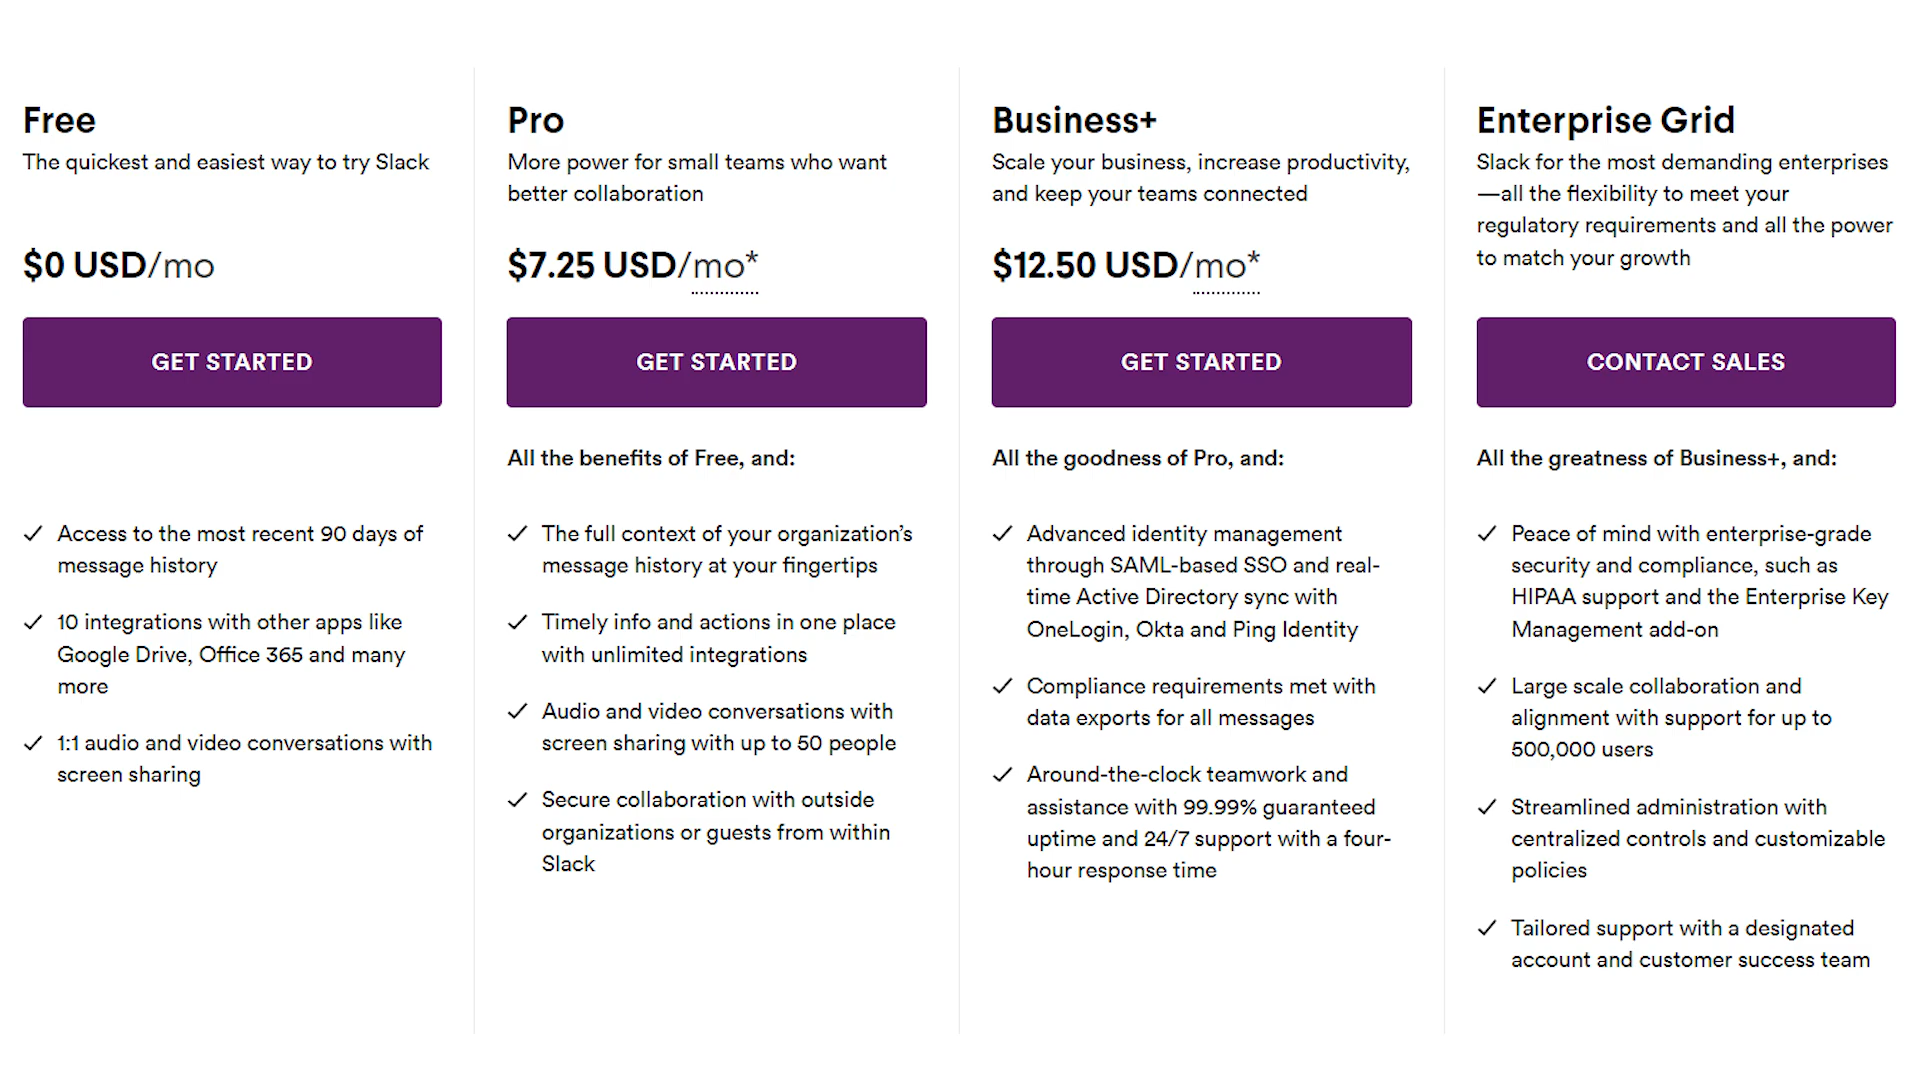 Free
The quickest and easiest way to try Slack
$0 USD/mo
GET STARTED
Access to the most recent 90 days of
message history
10 integrations with other apps like
Google Drive, Office 365 and many
more
1:1 audio and video conversations with
screen sharing
Pro
More power for small teams who want
better collaboration
$7.25 USD/mo*
GET STARTED
All the benefits of Free, and:
The full context of your organization’s
message history at your fingertips
Timely info and actions in one place
with unlimited integrations
Audio and video conversations with
screen sharing with up to 50 people
Secure collaboration with outside
organizations or guests from within
Slack
Business+
Scale your business, increase productivity,
and keep your teams connected
$12.50 USD/mo*
GET STARTED
All the goodness of Pro, and:
Advanced identity management
through SAML-based SSO and real-
time Active Directory sync with
OneLogin, Okta and Ping Identity
Compliance requirements met with
data exports for all messages
Around-the-clock teamwork and
assistance with 99.99% guaranteed
uptime and 24/7 support with a four-
hour response time
Enterprise Grid
Slack for the most demanding enterprises
—all the flexibility to meet your
regulatory requirements and all the power
to match your growth
CONTACT SALES
All the greatness of Business+, and:
Peace of mind with enterprise-grade
security and compliance, such as
HIPAA support and the Enterprise Key
Management add-on
Large scale collaboration and
alignment with support for up to
500,000 users
Streamlined administration with
centralized controls and customizable
policies
Tailored support with a designated
account and customer success team